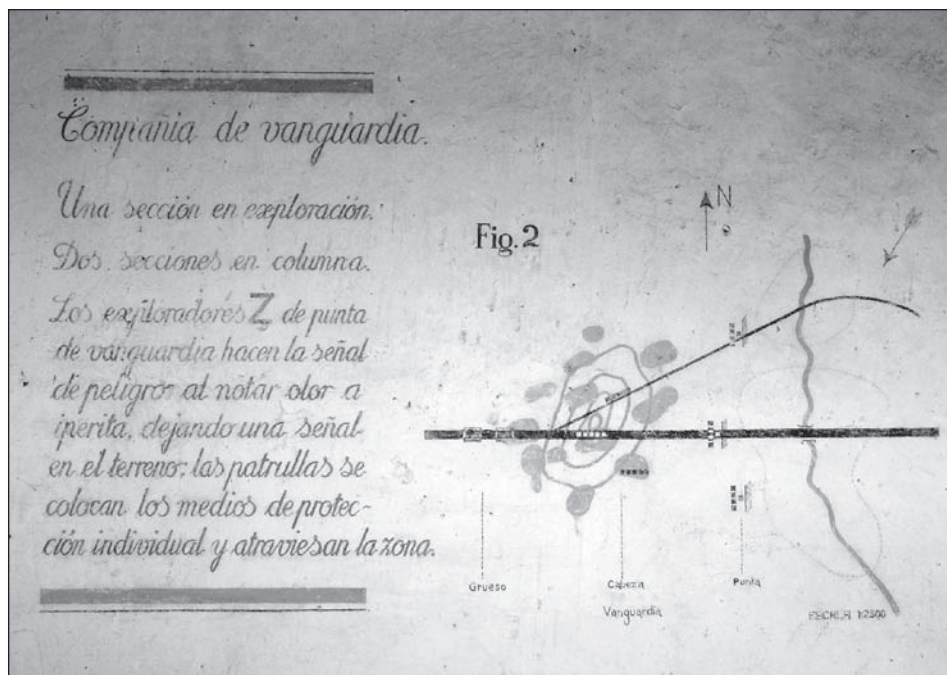 Compañia de vanguardia.
Una sección en exploración.
Dos secciones en columna.
Los exploradores Z de punta
de vanguardia hacen la señal
de peligro al notar olor a
iperita, dejando una señal
en el terreno; las patrullas se
colocan los medios de protec-
ción individual y atraviesan la zona.
Fig. 2
N
Grueso
Cabeza
Punta
Vanguardia
1:2500